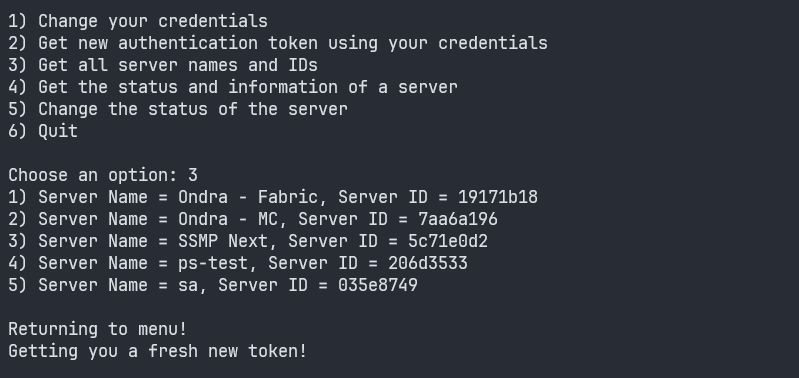 1) Change your credentials
2) Get new authentication token using your credentials
3) Get all server names and IDs
4) Get the status and information of a server
5) Change the status of the server
6) Quit
Choose an option: 3
1) Server Name = Ondra - Fabric, Server ID = 19171b18
2) Server Name = Ondra - MC, Server ID = 7aa6a196
3) Server Name = SSMP Next, Server ID = 5c71e0d2
4) Server Name = ps-test, Server ID = 206d3533
5) Server Name = sa, Server ID = 035e8749
Returning to menu!
Getting you a fresh new token!